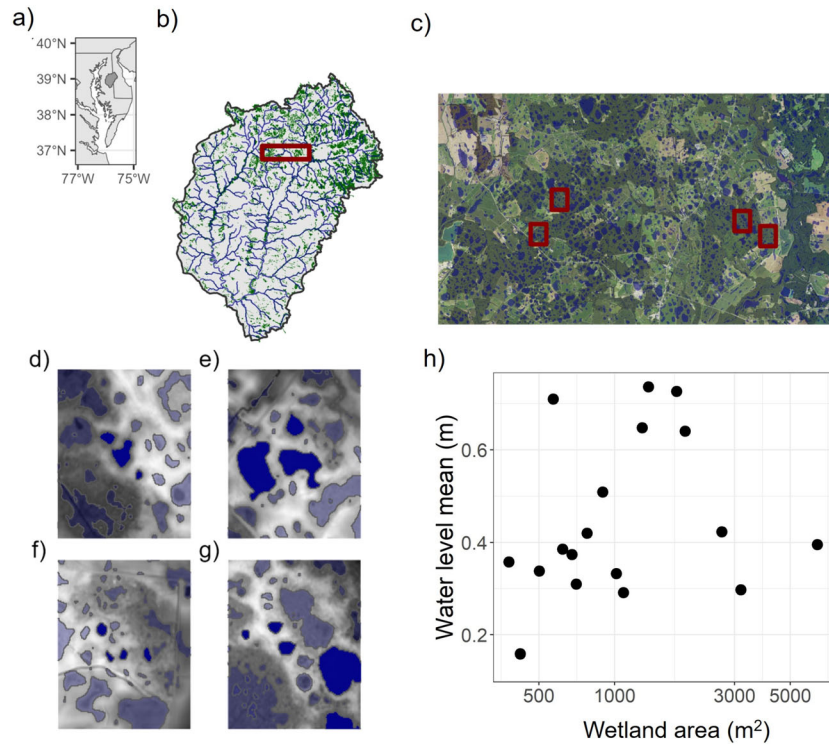 a)
b)
c)
40°N
39°N
38°N
37°N
77°W
75°W
d)
e)
f)
g)
h)
Water level mean (m)
0.6
0.4
0.2
500
1000
3000
5000
Wetland area (m²)